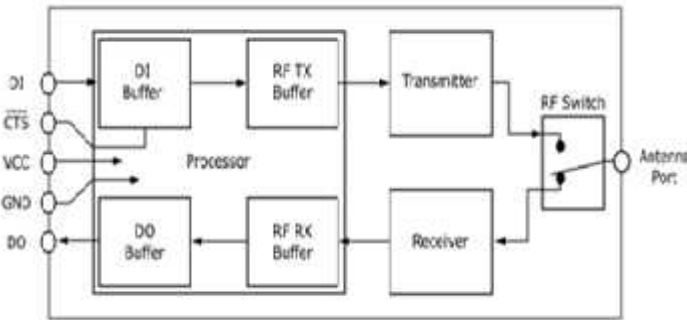 DI
DI
Buffer
RF TX
Buffer
Transmitter
RF Switch
CTS
VCC
Processor
Antenna
Port
GND
DO
DO
Buffer
RF RX
Buffer
Receiver